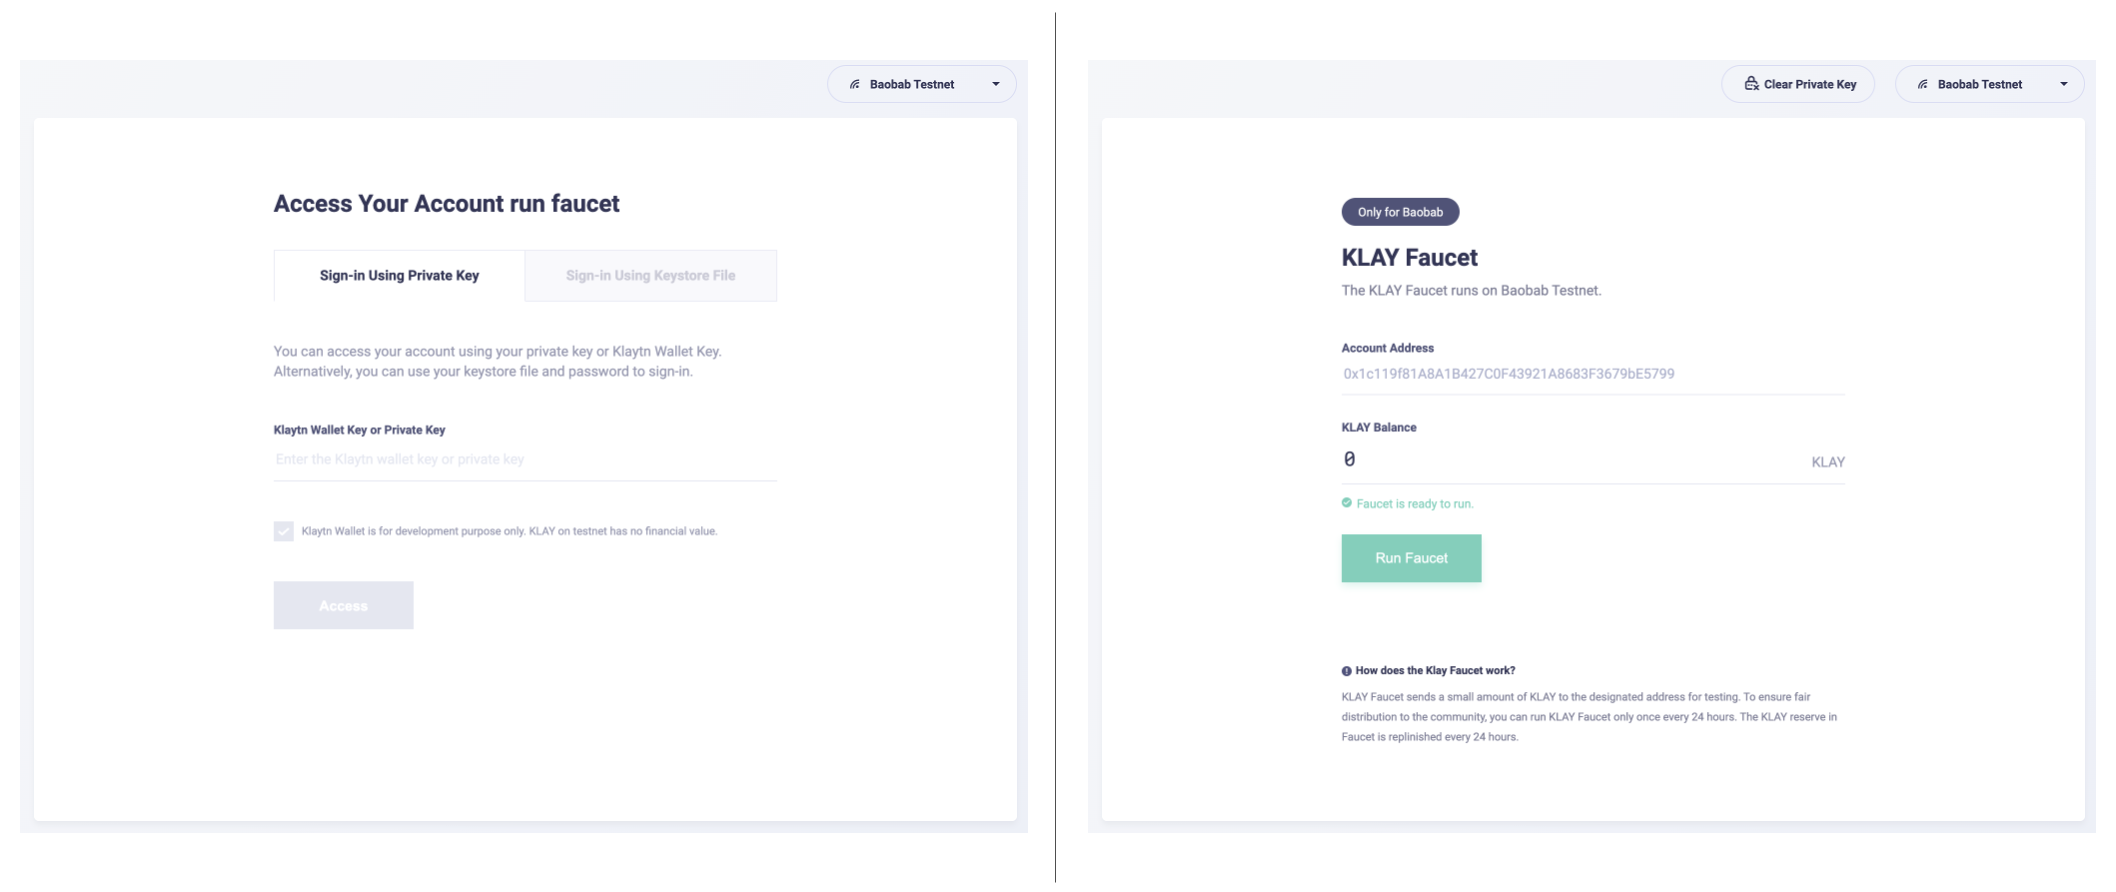 Baobab Testnet
Access Your Account run faucet
Sign-in Using Private Key
Sign-in Using Keystore File
You can access your account using your private key or Klaytn Wallet Key.
Alternatively, you can use your keystore file and password to sign-in.
Klaytn Wallet Key or Private Key
Enter the Klaytn wallet key or private key
Klaytn Wallet is for development purpose only. KLAY on testnet has no financial value.
Access
Clear Private Key
Baobab Testnet
Only for Baobab
KLAY Faucet
The KLAY Faucet runs on Baobab Testnet.
Account Address
0x1c119f81A8A1B427C0F43921A8683F3679bE5799
KLAY Balance
0
KLAY
Faucet is ready to run.
Run Faucet
How does the Klay Faucet work?
KLAY Faucet sends a small amount of KLAY to the designated address for testing. To ensure fair
distribution to the community, you can run KLAY Faucet only once every 24 hours. The KLAY reserve in
Faucet is replinished every 24 hours.